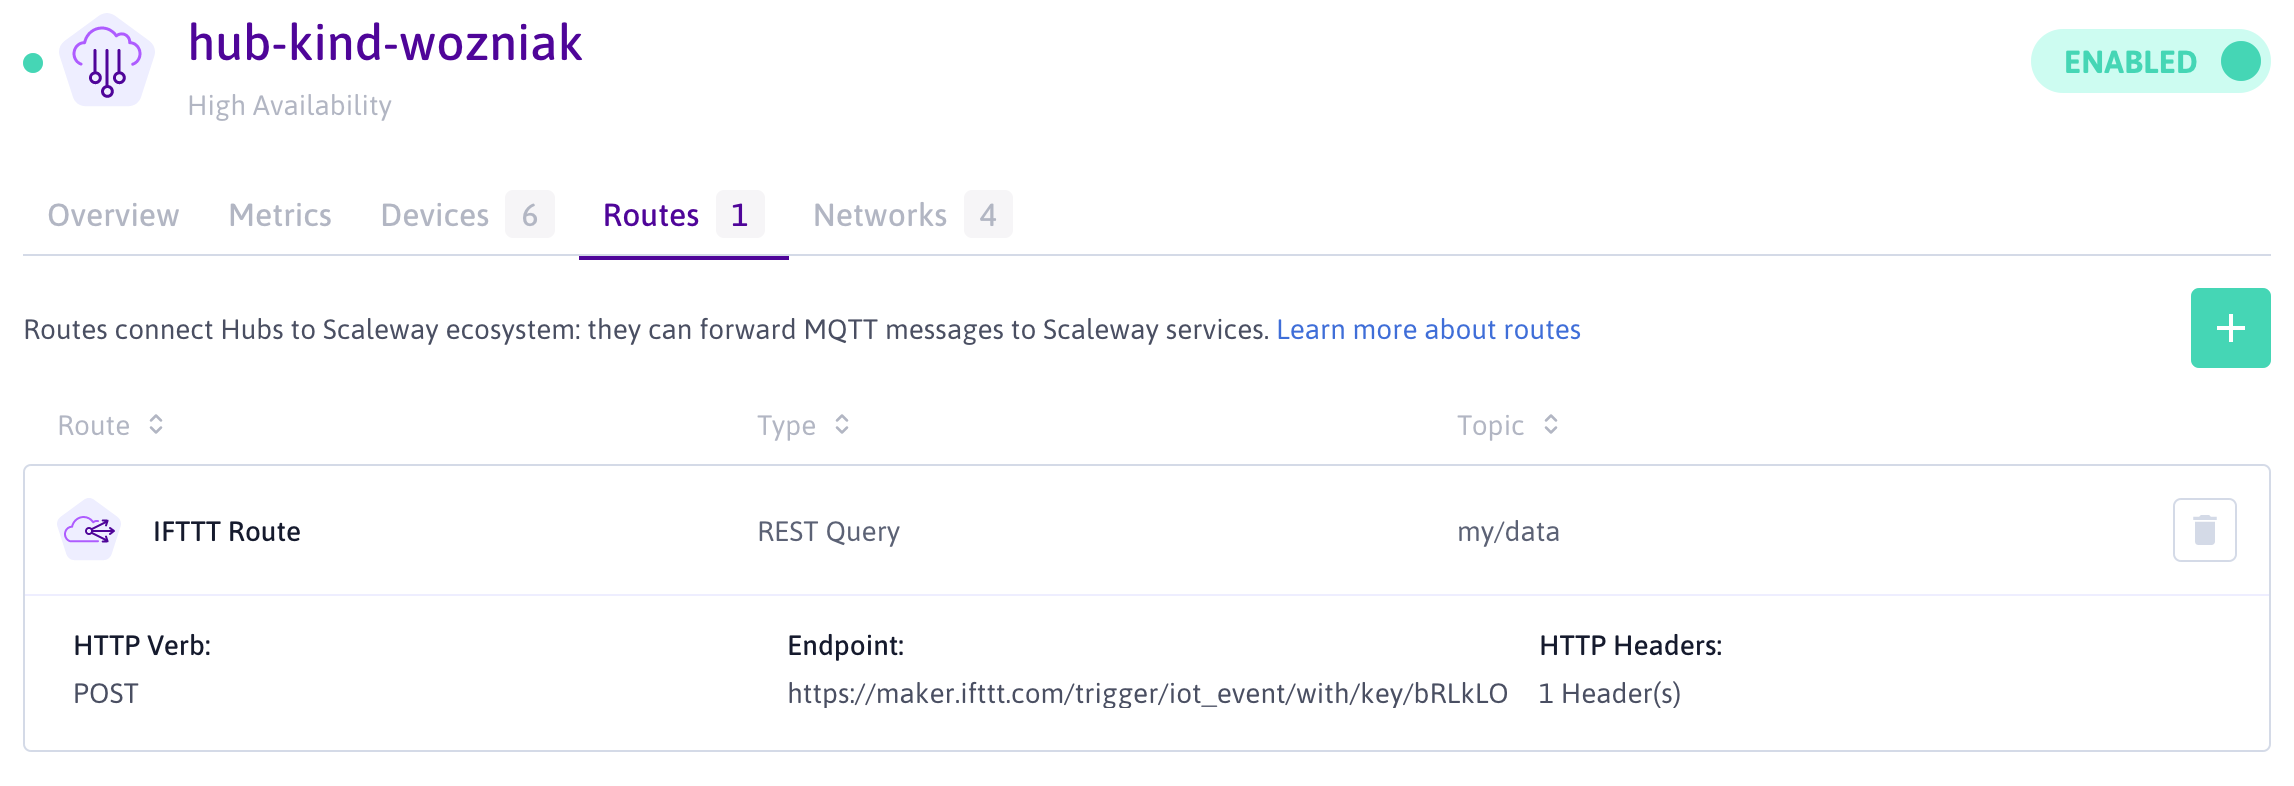 hub-kind-wozniak
High Availability
ENABLED
Overview Metrics Devices 6 Routes 1 Networks 4
Routes connect Hubs to Scaleway ecosystem: they can forward MQTT messages to Scaleway services. Learn more about routes
Route Type Topic
IFTTT Route REST Query my/data
HTTP Verb: Endpoint: HTTP Headers:
POST https://maker.ifttt.com/trigger/iot_event/with/key/bRLkLO 1 Header(s)